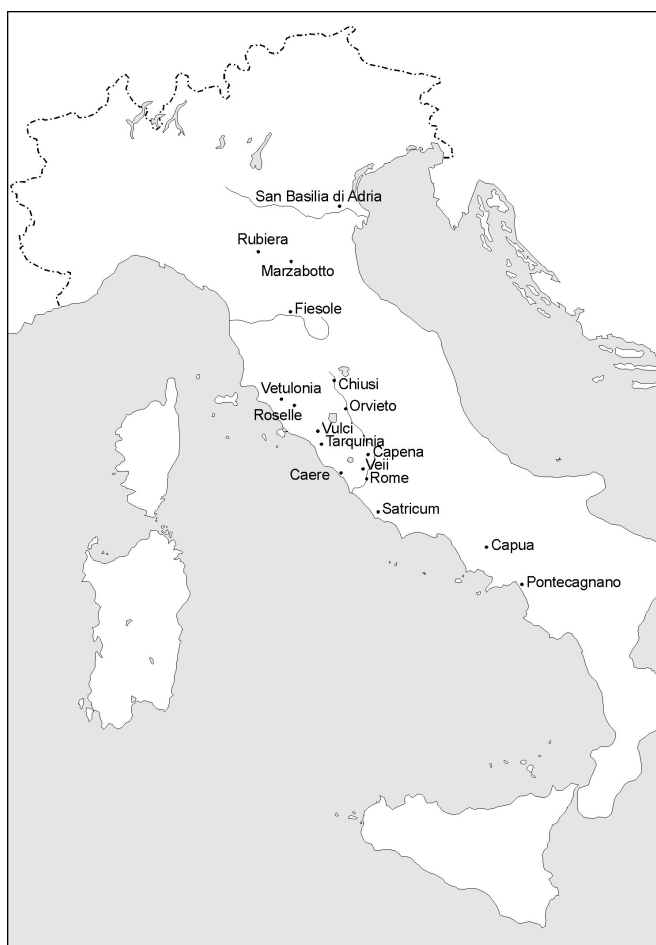 San Basilia di Adria
Rubiera
Marzabotto
Fiesole
Chiusi
Vetulonia
Orvieto
Roselle
Vulci
Tarquinia
Capena
Veii
Caere
Rome
Satricum
Capua
Pontecagnano